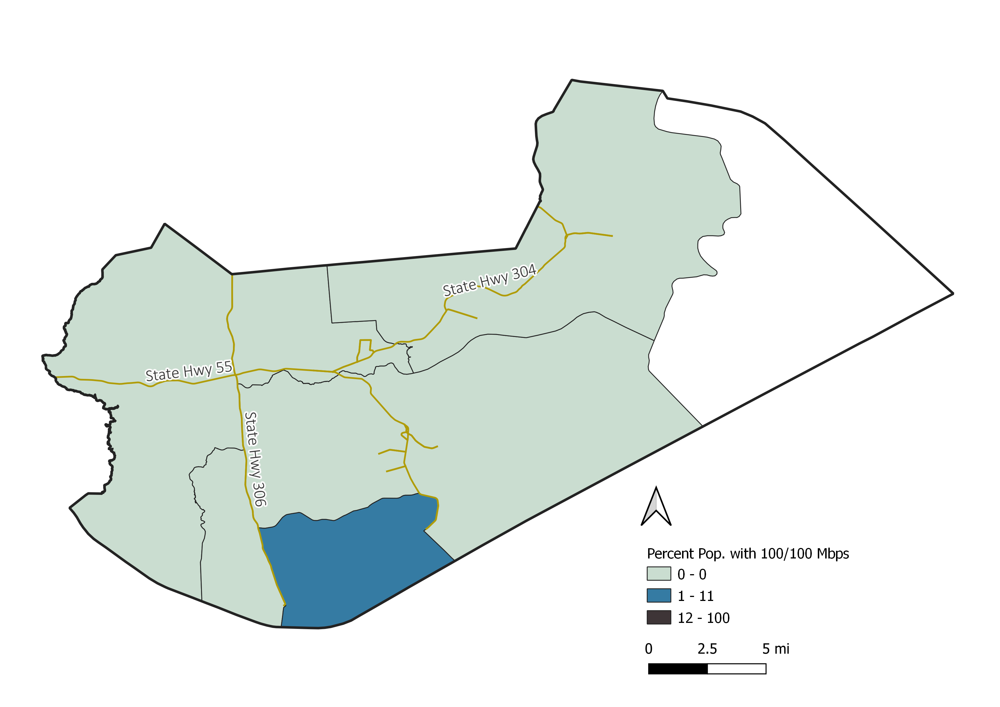 State Hwy 304
State Hwy 55
State Hwy 306
Percent Pop. with 100/100 Mbps
0 - 0
1 - 11
12 - 100
0 2.5 5 mi